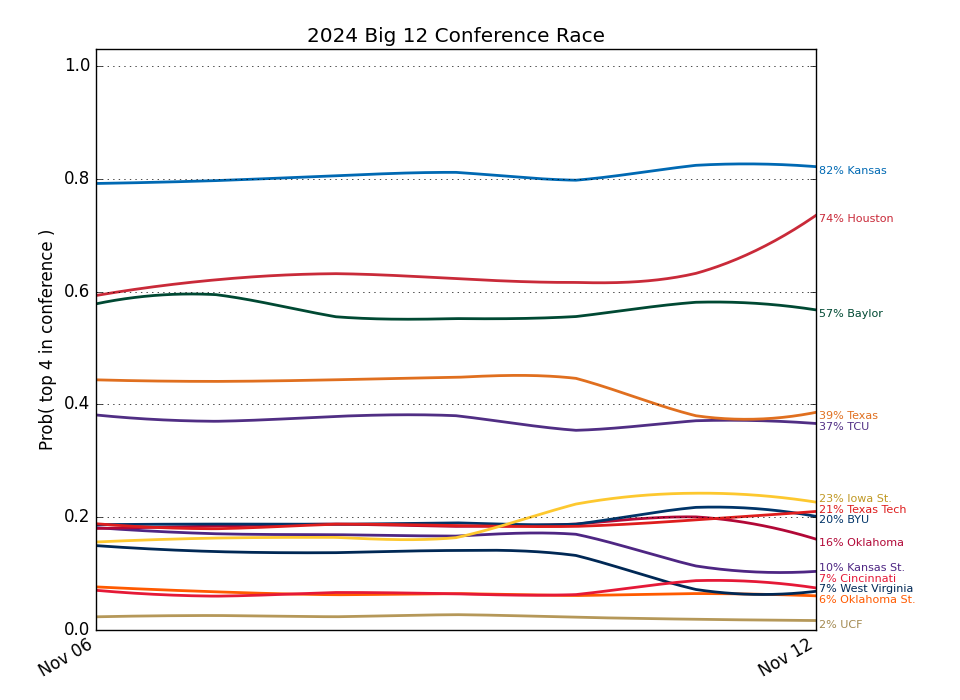 2024 Big 12 Conference Race
1.0
0.8
0.6
0.4
0.2
0.0
Prob( top 4 in conference )
Nov 06
Nov 12
82% Kansas
74% Houston
57% Baylor
39% Texas
37% TCU
23% Iowa St.
21% Texas Tech
20% BYU
16% Oklahoma
10% Kansas St.
7% Cincinnati
7% West Virginia
6% Oklahoma St.
2% UCF